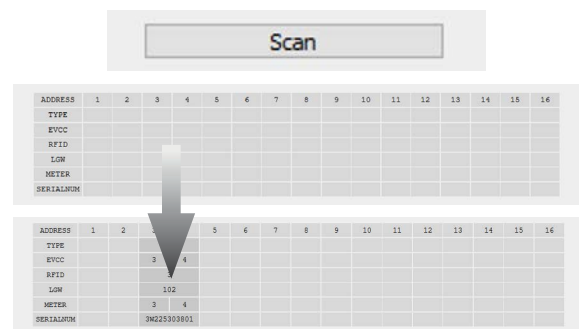 Scan
ADDRESS 1 2 3 4 5 6 7 8 9 10 11 12 13 14 15 16
TYPE
EVCC
RFID
LGW
METER
SERIALNUM
ADDRESS 1 2 5 6 7 8 9 10 11 12 13 14 15 16
TYPE
EVCC 3 4
RFID
LGW 102
METER 3 4
SERIALNUM 3W225303801